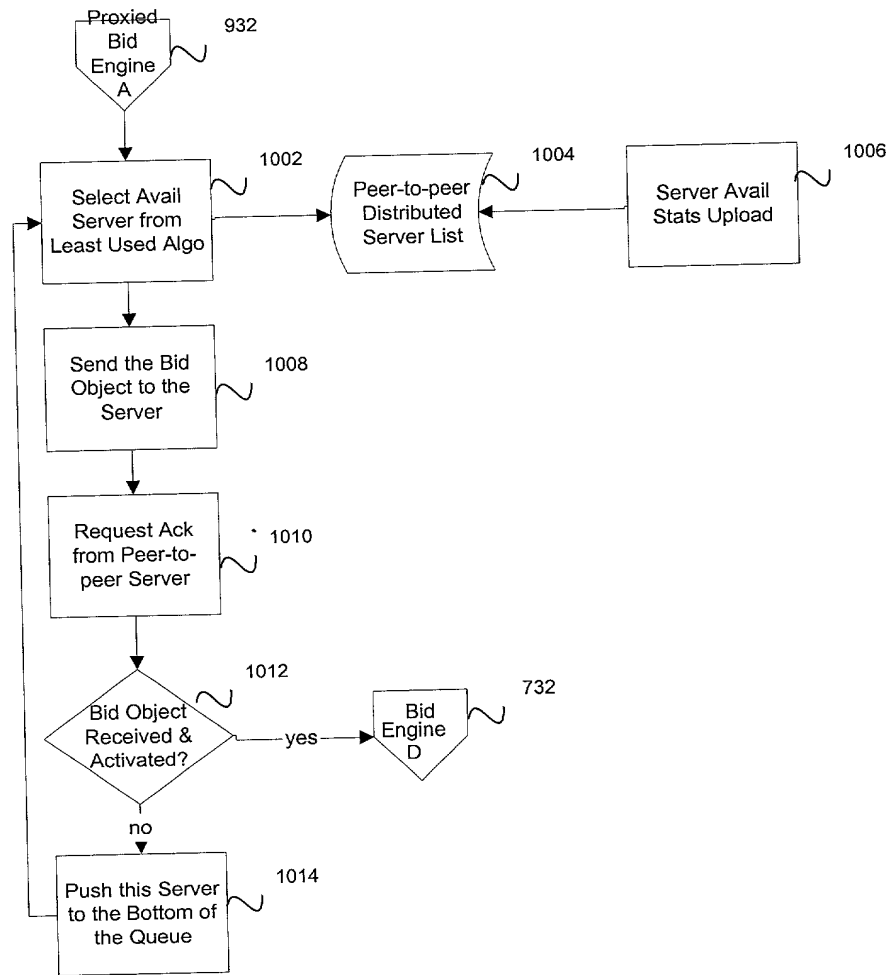 Proxied
Bid
Engine
A
932
Select Avail
Server from
Least Used Algo
1002
Peer-to-peer
Distributed
Server List
1004
Server Avail
Stats Upload
1006
Send the Bid
Object to the
Server
1008
Request Ack
from Peer-to-
peer Server
1010
Bid Object
Received &
Activated?
1012
yes
Bid
Engine
D
732
no
Push this Server
to the Bottom of
the Queue
1014